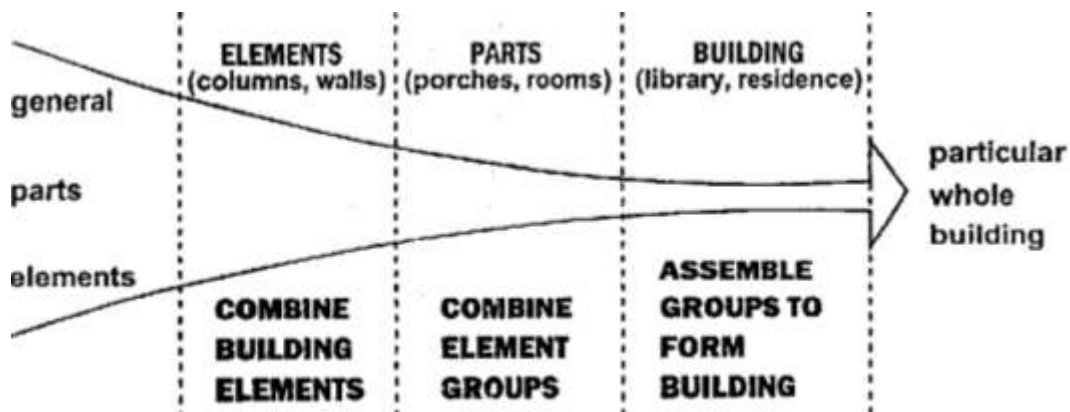 general
parts
elements
ELEMENTS
(columns, walls)
COMBINE
BUILDING
ELEMENTS
PARTS
(porches, rooms)
COMBINE
ELEMENT
GROUPS
BUILDING
(library, residence)
ASSEMBLE
GROUPS TO
FORM
BUILDING
particular
whole
building